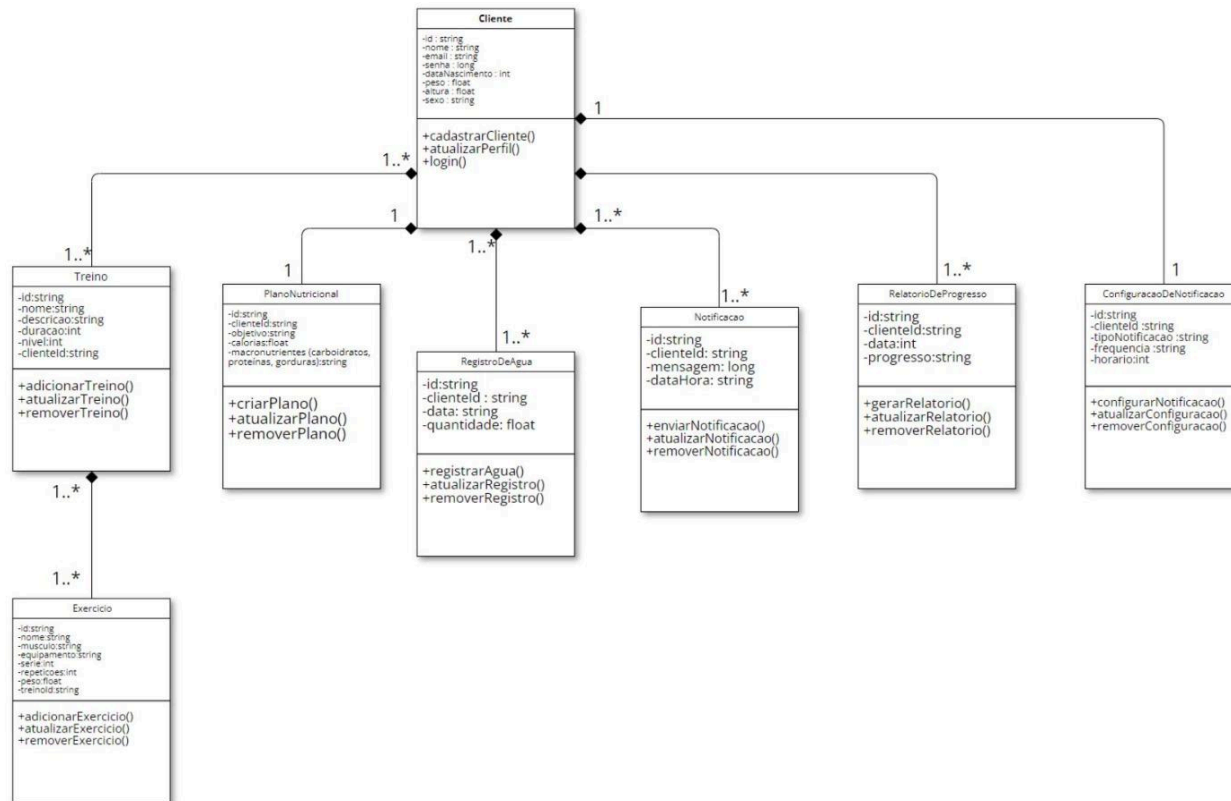 Cliente
-id : string
-nome : string
-email : string
-senha : long
-dataNascimento : int
-peso : float
-altura : float
-sexo : string
+cadastrarCliente()
+atualizarPerfil()
+login()
1
1..*
1
1..*
1..*
1..*
Treino
-id:string
-nome:string
-descricao:string
-duracao:int
-nivel:int
-clienteId:string
+adicionarTreino()
+atualizarTreino()
+removerTreino()
1
PlanoNutricional
-id:string
-clienteId:string
-objetivo:string
-calorias:float
-macronutrientes (carboidratos,
proteínas, gorduras):string
+criarPlano()
+atualizarPlano()
+removerPlano()
1..*
RegistroDeAgua
-id:string
-clienteId : string
-data: string
-quantidade: float
+registrarAgua()
+atualizarRegistro()
+removerRegistro()
1..*
Notificacao
-id:string
-clienteId: string
-mensagem: long
-dataHora: string
+enviarNotificacao()
+atualizarNotificacao()
+removerNotificacao()
1..*
RelatorioDeProgresso
-id:string
-clienteId:string
-data:int
-progresso:string
+gerarRelatorio()
+atualizarRelatorio()
+removerRelatorio()
1
ConfiguracaoDeNotificacao
-id:string
-clienteId :string
-tipoNotificacao :string
-frequencia :string
-horario:int
+configurarNotificacao()
+atualizarConfiguracao()
+removerConfiguracao()
1..*
1..*
Exercicio
-id:string
-nome:string
-musculo:string
-equipamento:string
-serie:int
-repeticoes:int
-peso:float
-treinoId:string
+adicionarExercicio()
+atualizarExercicio()
+removerExercicio()